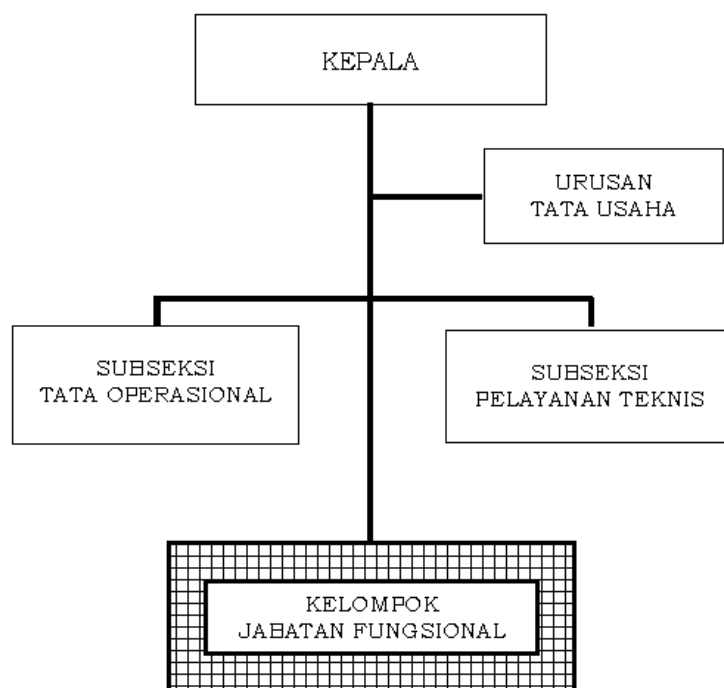 KEPALA
URUSAN
TATA USAHA
SUBSEKSI
TATA OPERASIONAL
SUBSEKSI
PELAYANAN TEKNIS
KELOMPOK
JABATAN FUNGSIONAL